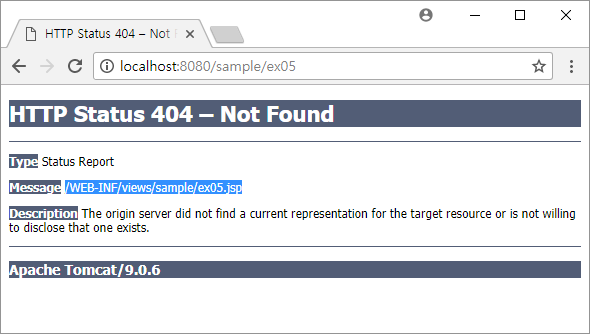 HTTP Status 404 – Not F
localhost:8080/sample/ex05
HTTP Status 404 – Not Found
Type Status Report
Message /WEB-INF/views/sample/ex05.jsp
Description The origin server did not find a current representation for the target resource or is not willing
to disclose that one exists.
Apache Tomcat/9.0.6